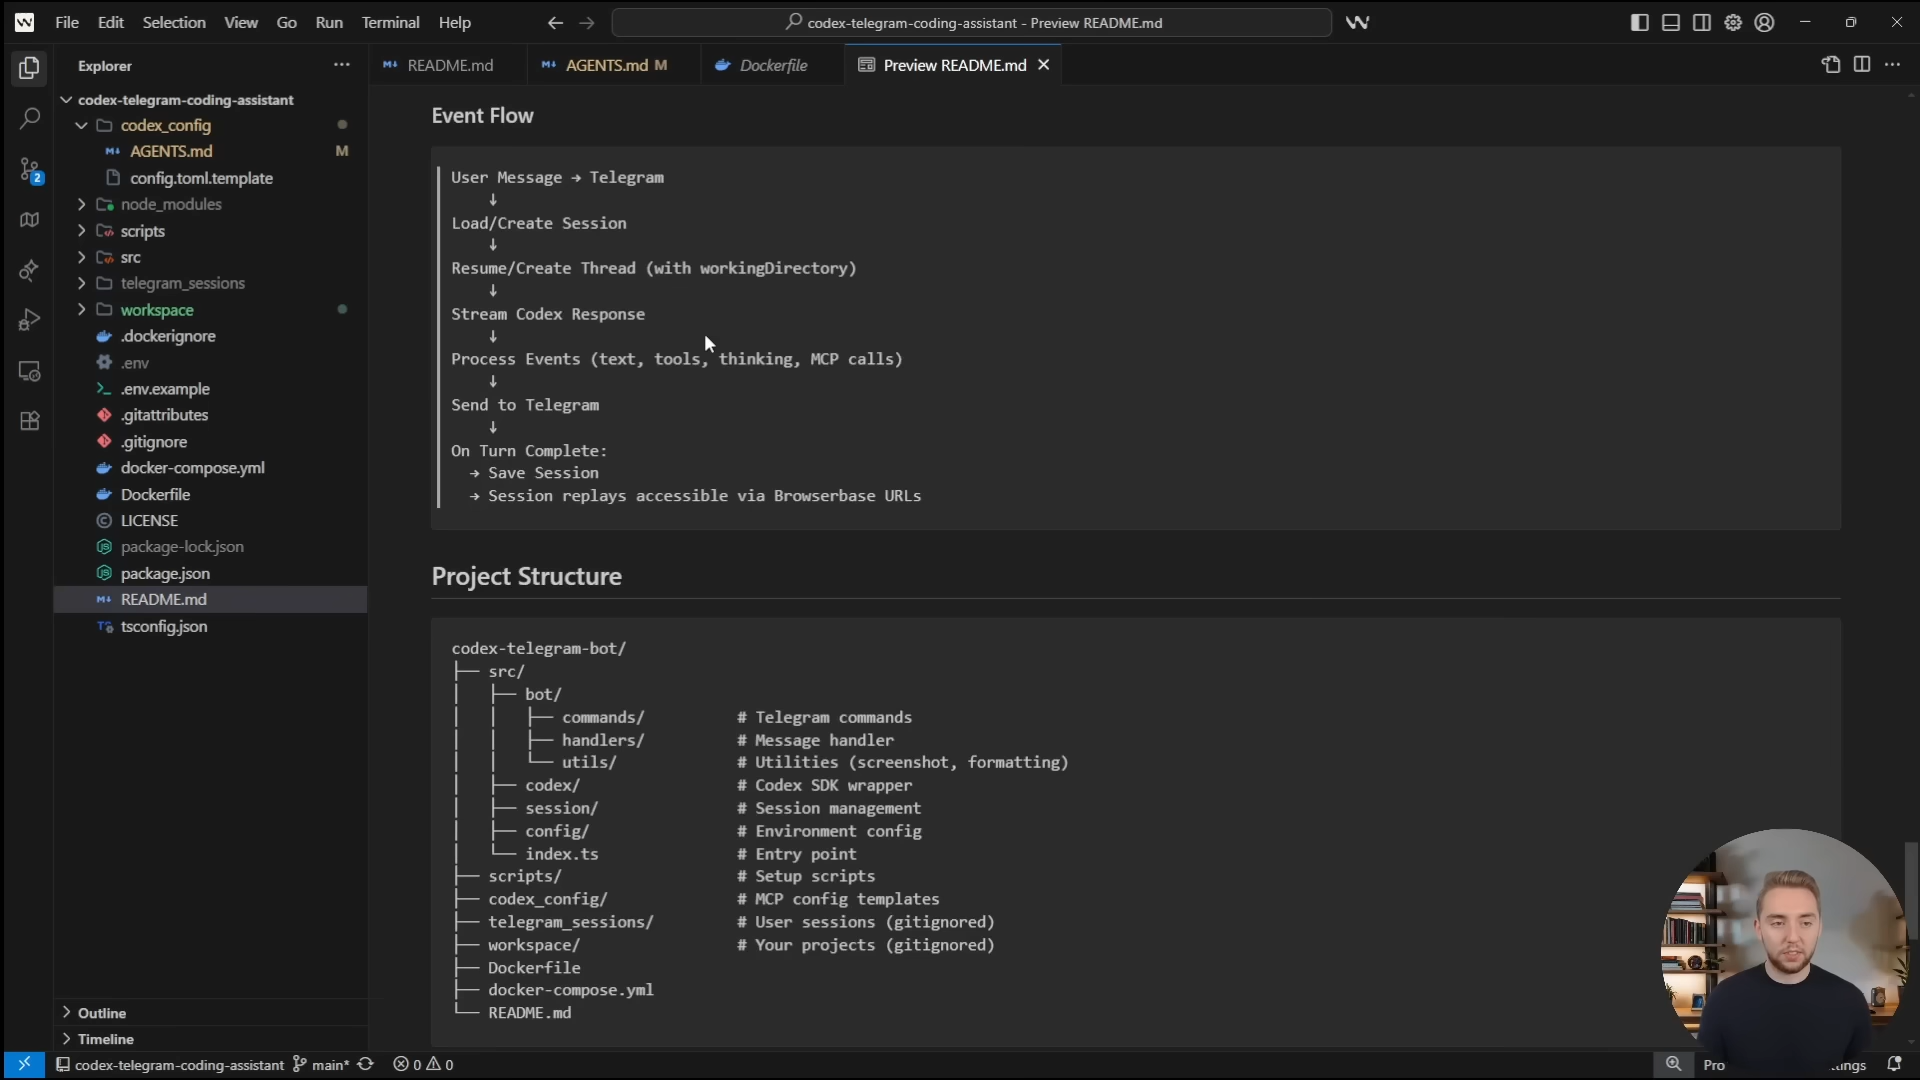 File Edit Selection View Go Run Terminal Help
codex-telegram-coding-assistant - Preview README.md
Explorer
README.md
AGENTS.md M
Dockerfile
Preview README.md
codex-telegram-coding-assistant
codex_config
AGENTS.md M
config.toml.template
node_modules
scripts
src
telegram_sessions
workspace
.dockerignore
.env
.env.example
.gitattributes
.gitignore
docker-compose.yml
Dockerfile
LICENSE
package-lock.json
package.json
README.md
tsconfig.json
Outline
Timeline
2
Event Flow
User Message → Telegram
↓
Load/Create Session
↓
Resume/Create Thread (with workingDirectory)
↓
Stream Codex Response
↓
Process Events (text, tools, thinking, MCP calls)
↓
Send to Telegram
↓
On Turn Complete:
→ Save Session
→ Session replays accessible via Browserbase URLs
Project Structure
codex-telegram-bot/
├── src/
│   ├── bot/
│   │   ├── commands/ # Telegram commands
│   │   ├── handlers/ # Message handler
│   │   └── utils/ # Utilities (screenshot, formatting)
│   ├── codex/ # Codex SDK wrapper
│   ├── session/ # Session management
│   ├── config/ # Environment config
│   └── index.ts # Entry point
├── scripts/ # Setup scripts
├── codex_config/ # MCP config templates
├── telegram_sessions/ # User sessions (gitignored)
├── workspace/ # Your projects (gitignored)
├── Dockerfile
├── docker-compose.yml
└── README.md
codex-telegram-coding-assistant main* 0 0